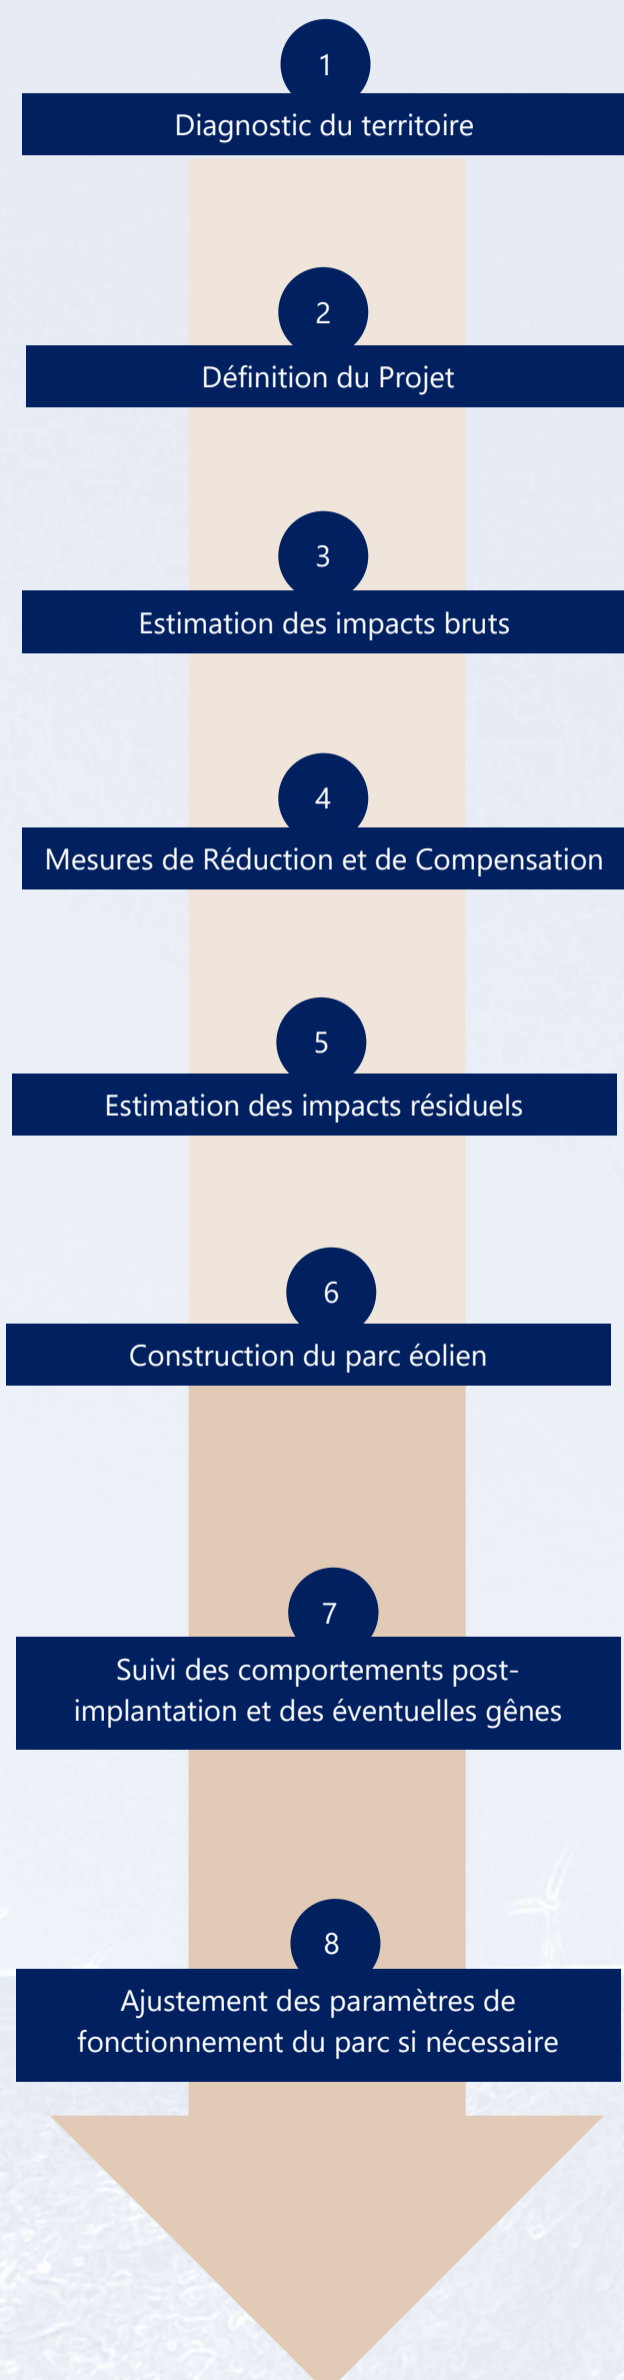 1
Diagnostic du territoire
2
Définition du Projet
3
Estimation des impacts bruts
4
Mesures de Réduction et de Compensation
5
Estimation des impacts résiduels
6
Construction du parc éolien
7
Suivi des comportements post-
implantation et des éventuelles gênes
8
Ajustement des paramètres de
fonctionnement du parc si nécessaire